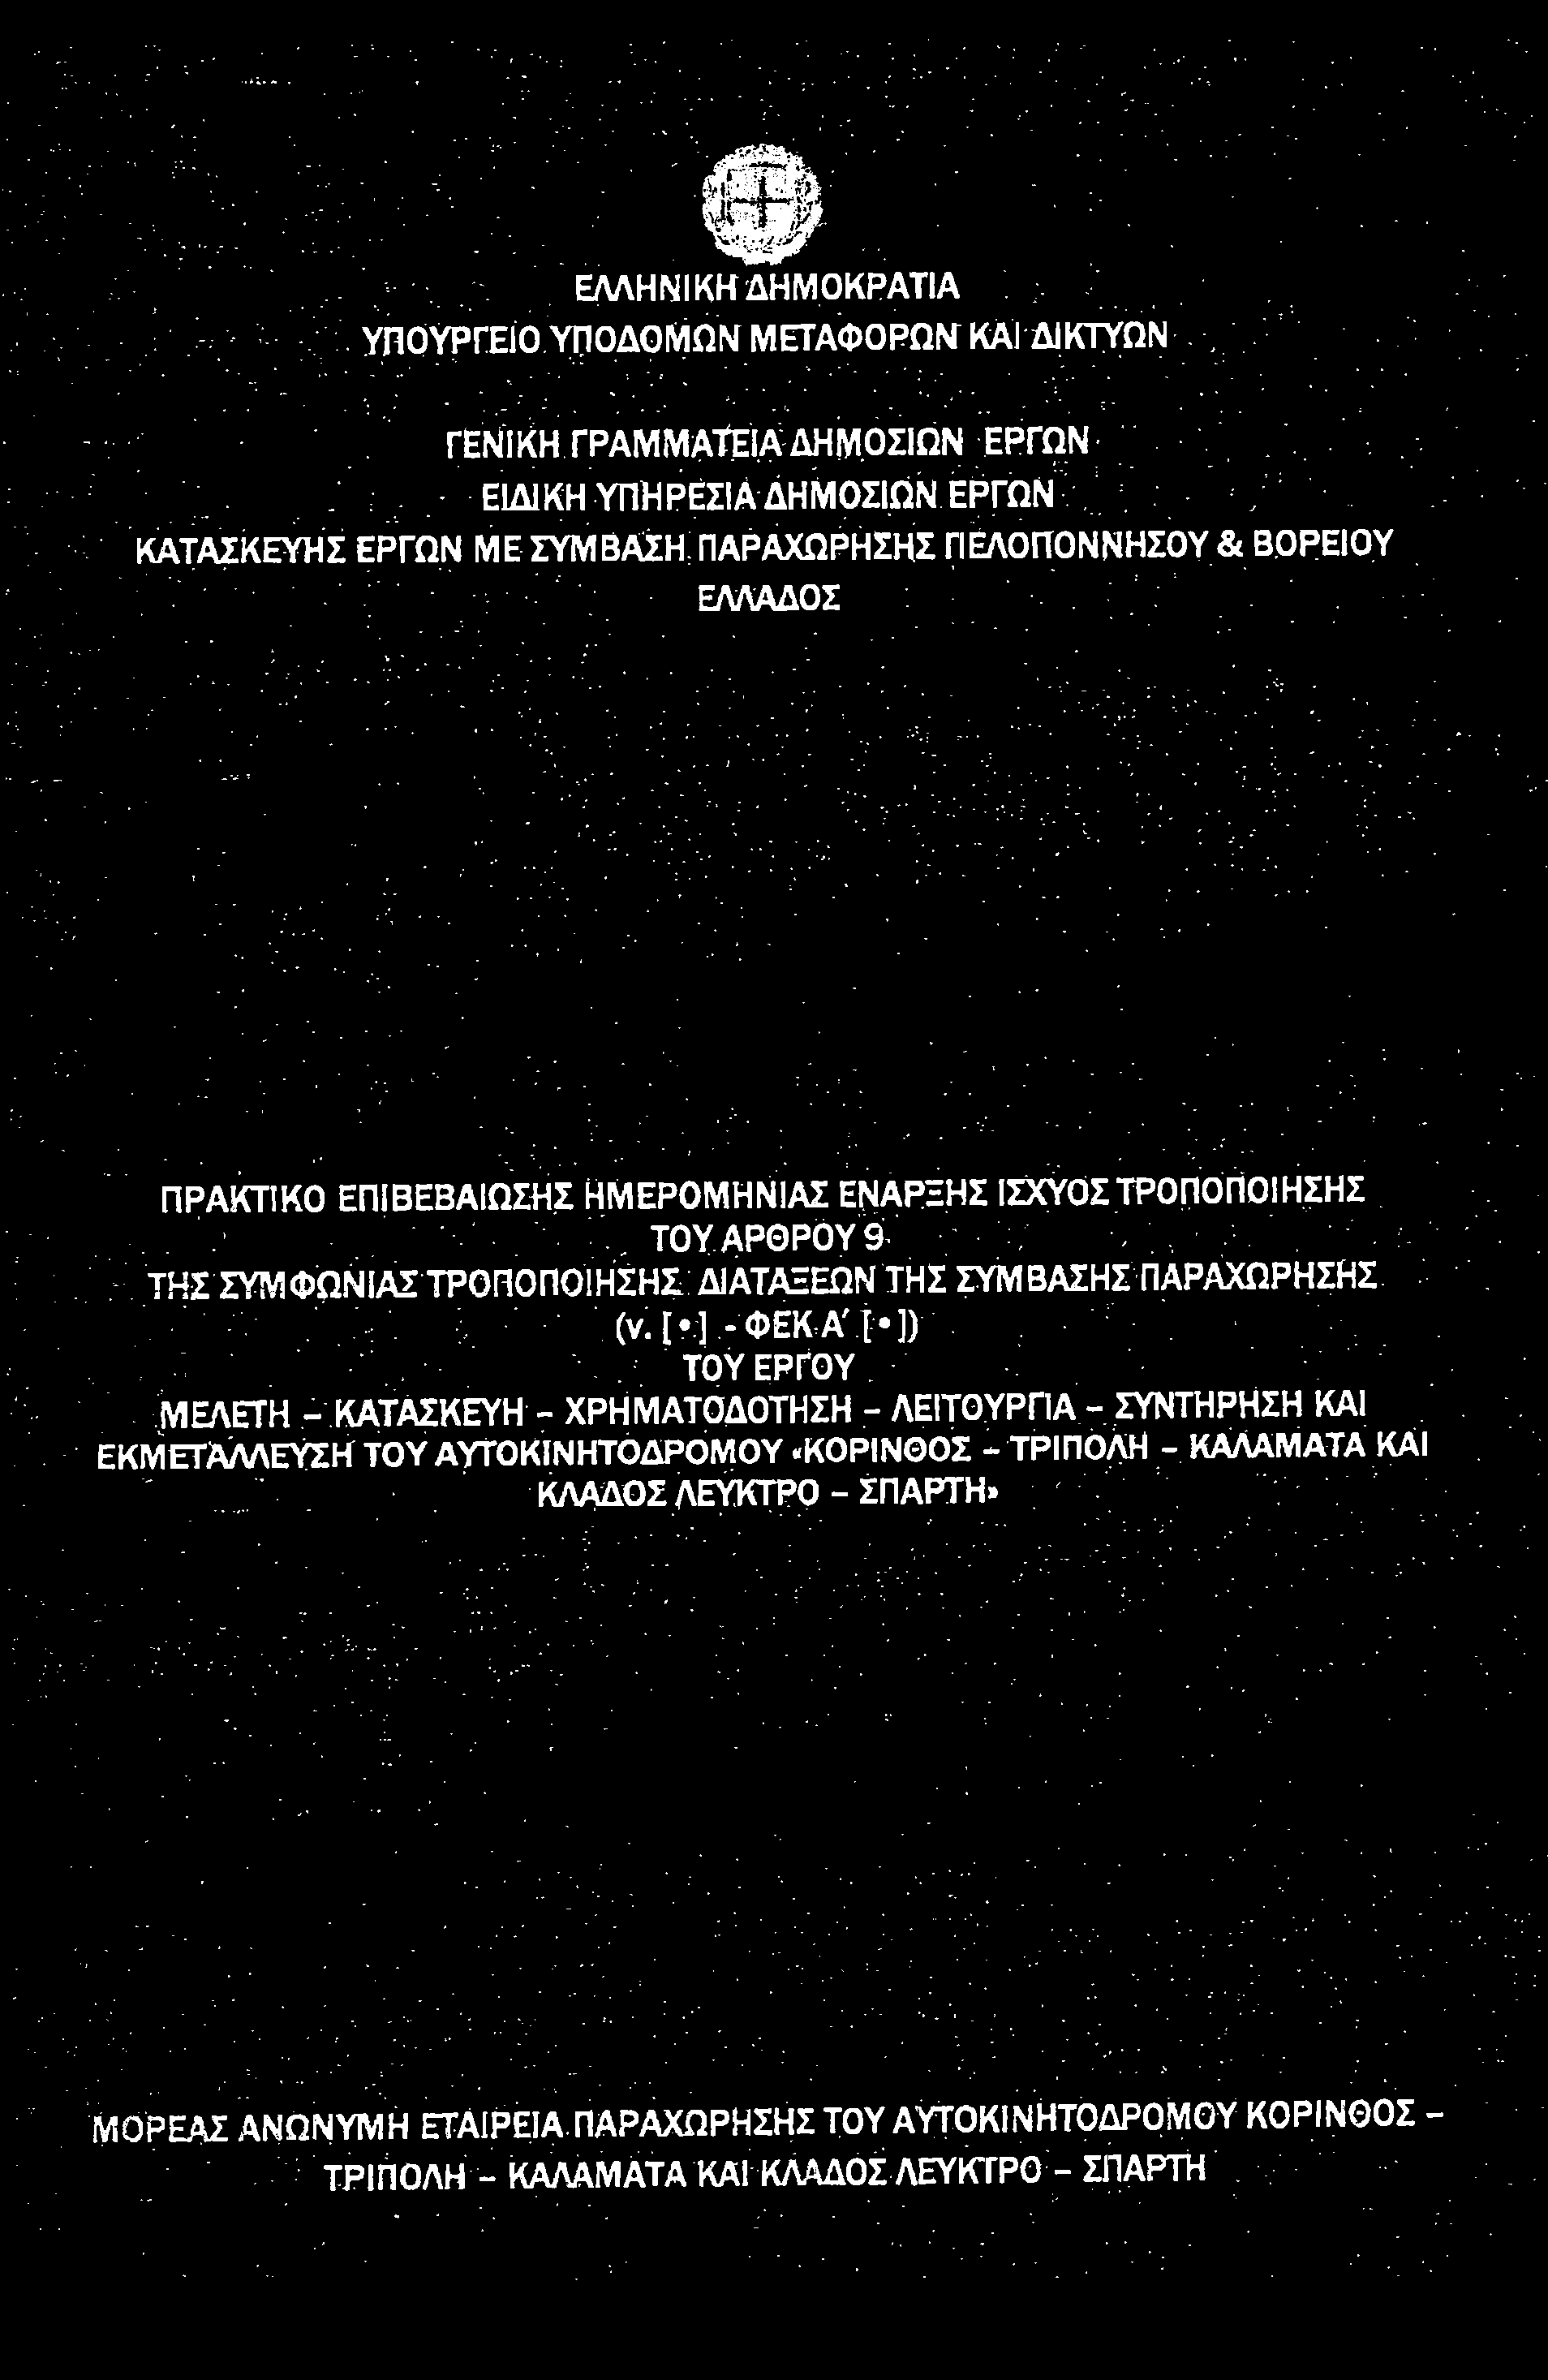 ΕΛΛΗΝΙΚΗ ΔΗΜΟΚΡΑΤΙΑ
ΥΠΟΥΡΓΕΙΟ ΥΠΟΔΟΜΩΝ ΜΕΤΑΦΟΡΩΝ ΚΑΙ ΔΙΚΤΥΩΝ
ΓΕΝΙΚΗ ΓΡΑΜΜΑΤΕΙΑ ΔΗΜΟΣΙΩΝ ΕΡΓΩΝ
ΕΙΔΙΚΗ ΥΠΗΡΕΣΙΑ ΔΗΜΟΣΙΩΝ ΕΡΓΩΝ
ΚΑΤΑΣΚΕΥΗΣ ΕΡΓΩΝ ΜΕ ΣΥΜΒΑΣΗ ΠΑΡΑΧΩΡΗΣΗΣ ΠΕΛΟΠΟΝΝΗΣΟΥ & ΒΟΡΕΙΟΥ
ΕΛΛΑΔΟΣ
ΠΡΑΚΤΙΚΟ ΕΠΙΒΕΒΑΙΩΣΗΣ ΗΜΕΡΟΜΗΝΙΑΣ ΕΝΑΡΞΗΣ ΙΣΧΥΟΣ ΤΡΟΠΟΠΟΙΗΣΗΣ
ΤΟΥ ΑΡΘΡΟΥ 9
ΤΗΣ ΣΥΜΦΩΝΙΑΣ ΤΡΟΠΟΠΟΙΗΣΗΣ ΔΙΑΤΑΞΕΩΝ ΤΗΣ ΣΥΜΒΑΣΗΣ ΠΑΡΑΧΩΡΗΣΗΣ
(ν. [•] - ΦΕΚ Α' [•])
ΤΟΥ ΕΡΓΟΥ
ΜΕΛΕΤΗ – ΚΑΤΑΣΚΕΥΗ – ΧΡΗΜΑΤΟΔΟΤΗΣΗ – ΛΕΙΤΟΥΡΓΙΑ – ΣΥΝΤΗΡΗΣΗ ΚΑΙ
ΕΚΜΕΤΑΛΛΕΥΣΗ ΤΟΥ ΑΥΤΟΚΙΝΗΤΟΔΡΟΜΟΥ «ΚΟΡΙΝΘΟΣ – ΤΡΙΠΟΛΗ – ΚΑΛΑΜΑΤΑ ΚΑΙ
ΚΛΑΔΟΣ ΛΕΥΚΤΡΟ – ΣΠΑΡΤΗ»
ΜΟΡΕΑΣ ΑΝΩΝΥΜΗ ΕΤΑΙΡΕΙΑ ΠΑΡΑΧΩΡΗΣΗΣ ΤΟΥ ΑΥΤΟΚΙΝΗΤΟΔΡΟΜΟΥ ΚΟΡΙΝΘΟΣ –
ΤΡΙΠΟΛΗ – ΚΑΛΑΜΑΤΑ ΚΑΙ ΚΛΑΔΟΣ ΛΕΥΚΤΡΟ – ΣΠΑΡΤΗ